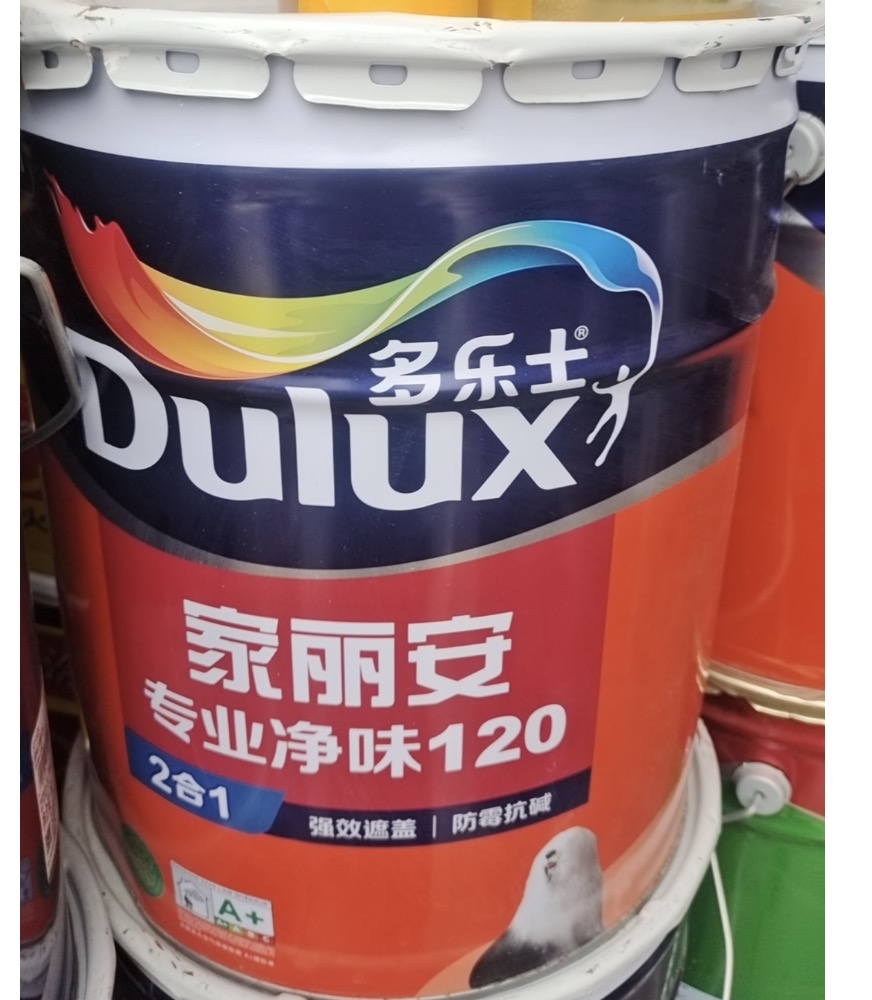 多乐士®
Dulux
家丽安
专业净味120
2合1
强效遮盖 | 防霉抗碱
A+